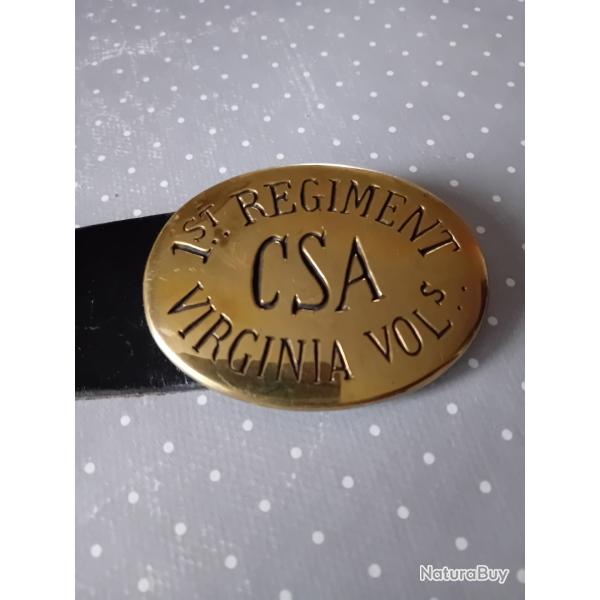 1ST.. REGIMENT
CSA
VIRGINIA VOLS..
NaturaBuy